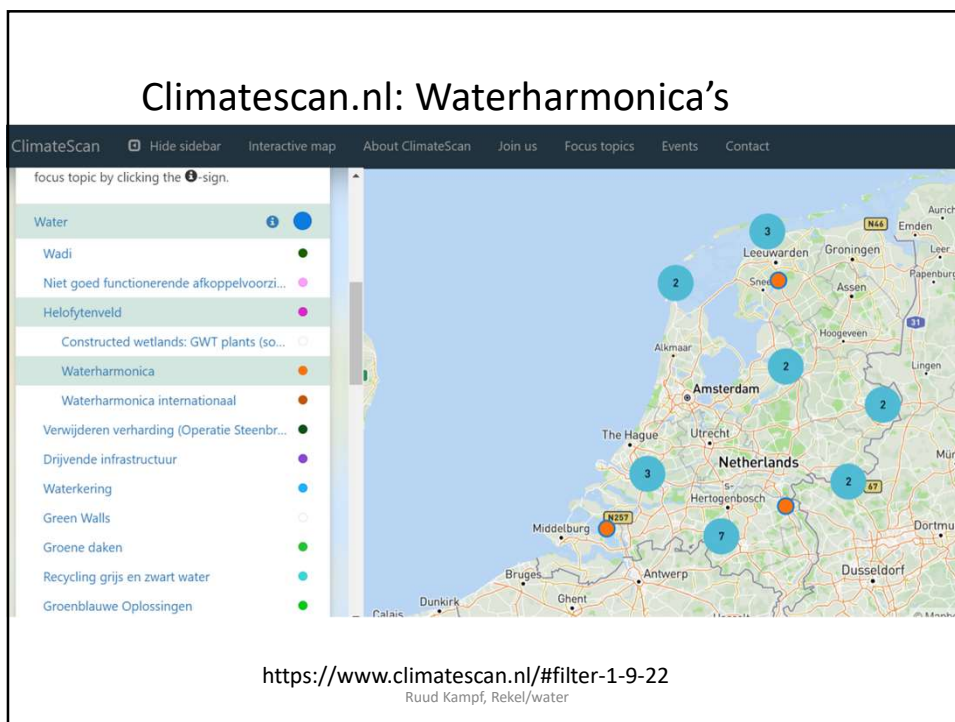 Climatescan.nl: Waterharmonica’s
ClimateScan Hide sidebar Interactive map About ClimateScan Join us Focus topics Events Contact
focus topic by clicking the -sign.
Water
Wadi
Niet goed functionerende afkoppelvoorzi...
Helofytenveld
Constructed wetlands: GWT plants (so...
Waterharmonica
Waterharmonica internationaal
Verwijderen verharding (Operatie Steenbr...
Drijvende infrastructuur
Waterkering
Green Walls
Groene daken
Recycling grijs en zwart water
Groenblauwe Oplossingen
Aurich
3
N46
Emden
Leeuwarden
Groningen
Leer
Snee
2
Assen
Papenburg
31
Hoogeveen
Alkmaar
2
Lingen
Amsterdam
2
The Hague
Utrecht
3
Netherlands
2
67
's-
Hertogenbosch
N257
Middelburg
7
Dortmu
Bruges
Antwerp
Dusseldorf
Dunkirk
Ghent
Calais
https://www.climatescan.nl/#filter-1-9-22
Ruud Kampf, Rekel/water